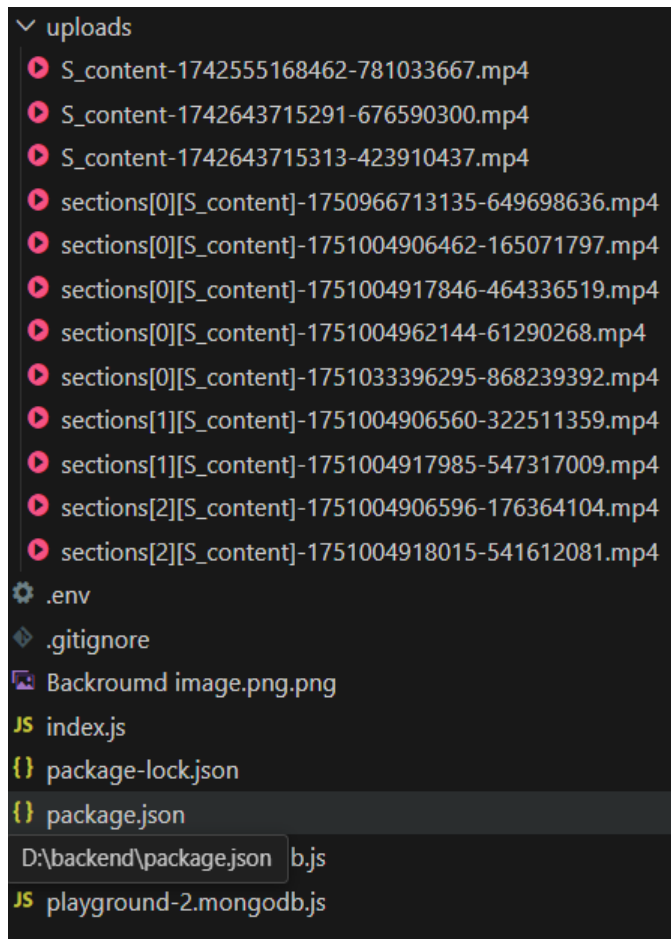 uploads
S_content-1742555168462-781033667.mp4
S_content-1742643715291-676590300.mp4
S_content-1742643715313-423910437.mp4
sections[0][S_content]-1750966713135-649698636.mp4
sections[0][S_content]-1751004906462-165071797.mp4
sections[0][S_content]-1751004917846-464336519.mp4
sections[0][S_content]-1751004962144-61290268.mp4
sections[0][S_content]-1751033396295-868239392.mp4
sections[1][S_content]-1751004906560-322511359.mp4
sections[1][S_content]-1751004917985-547317009.mp4
sections[2][S_content]-1751004906596-176364104.mp4
sections[2][S_content]-1751004918015-541612081.mp4
.env
.gitignore
Backroumd image.png.png
JS index.js
{} package-lock.json
{} package.json
D:\backend\package.json b.js
JS playground-2.mongodb.js